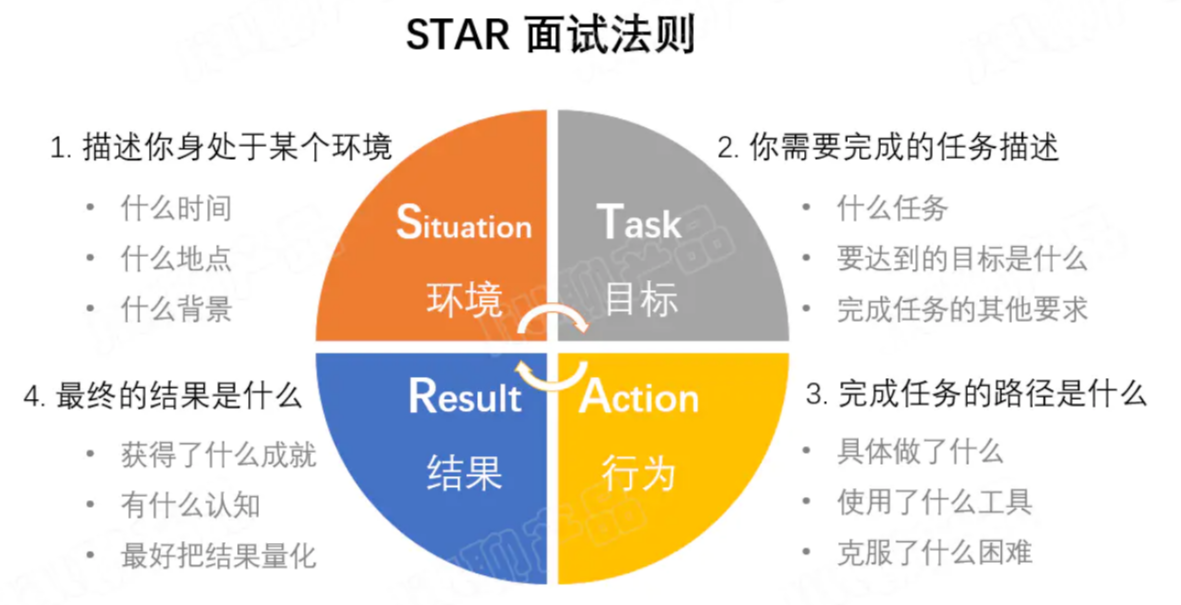 STAR 面试法则
1. 描述你身处于某个环境
• 什么时间
• 什么地点
• 什么背景
Situation
环境
Task
目标
2. 你需要完成的任务描述
• 什么任务
• 要达到的目标是什么
• 完成任务的其他要求
4. 最终的结果是什么
• 获得了什么成就
• 有什么认知
• 最好把结果量化
Result
结果
Action
行为
3. 完成任务的路径是什么
• 具体做了什么
• 使用了什么工具
• 克服了什么困难